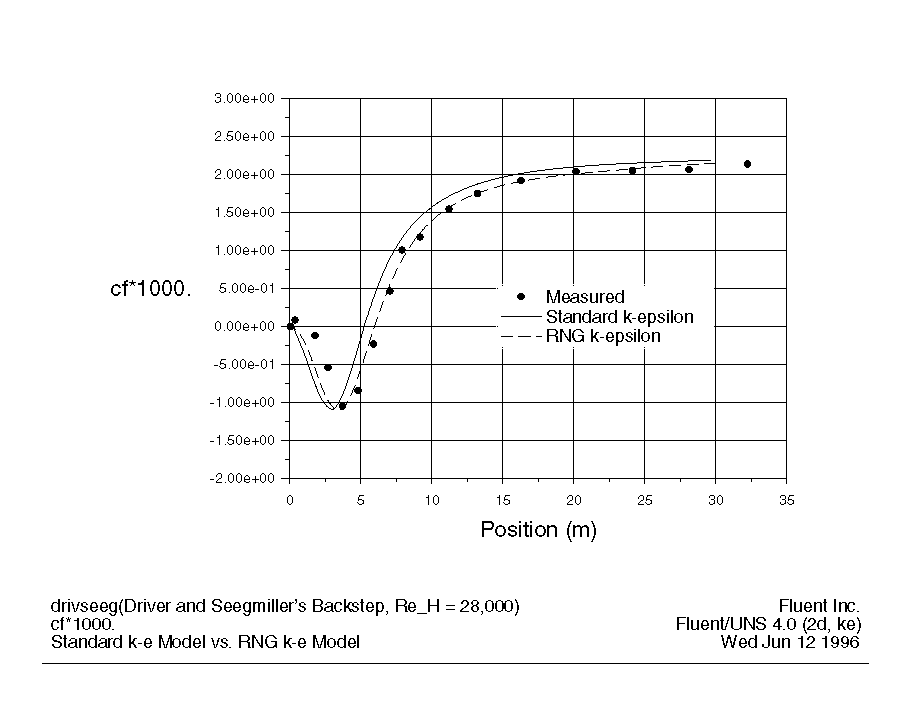 3.00e+00
2.50e+00
2.00e+00
1.50e+00
1.00e+00
cf*1000.
5.00e-01
0.00e+00
-5.00e-01
-1.00e+00
-1.50e+00
-2.00e+00
Measured
Standard k-epsilon
RNG k-epsilon
0 5 10 15 20 25 30 35
Position (m)
drivseeg(Driver and Seegmiller's Backstep, Re_H = 28,000)
cf*1000.
Standard k-e Model vs. RNG k-e Model
Fluent Inc.
Fluent/UNS 4.0 (2d, ke)
Wed Jun 12 1996